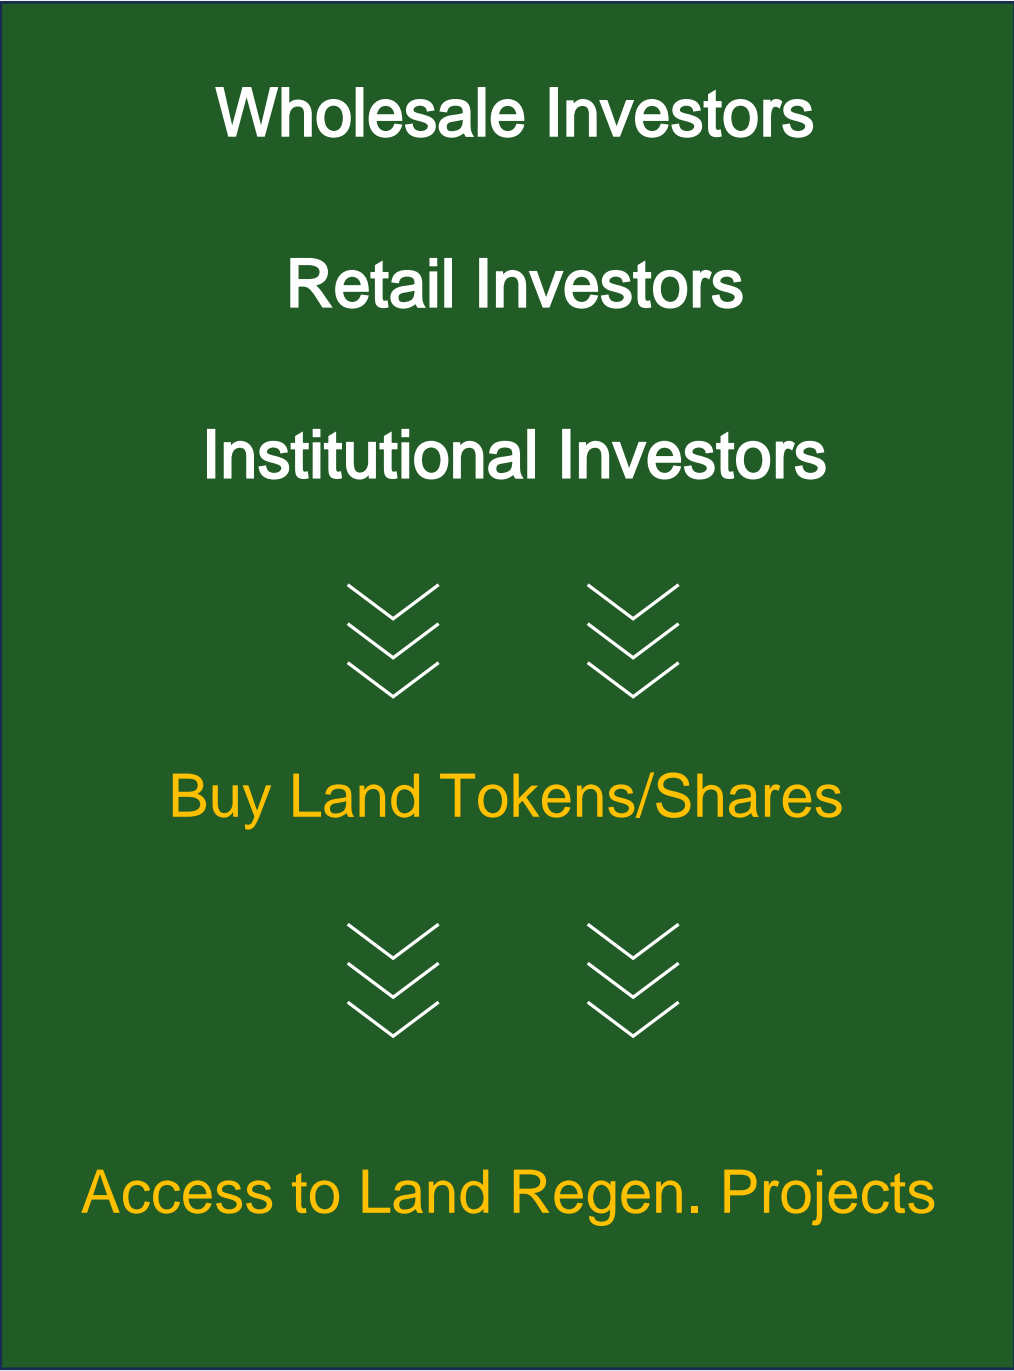 Wholesale Investors
Retail Investors
Institutional Investors
Buy Land Tokens/Shares
Access to Land Regen. Projects